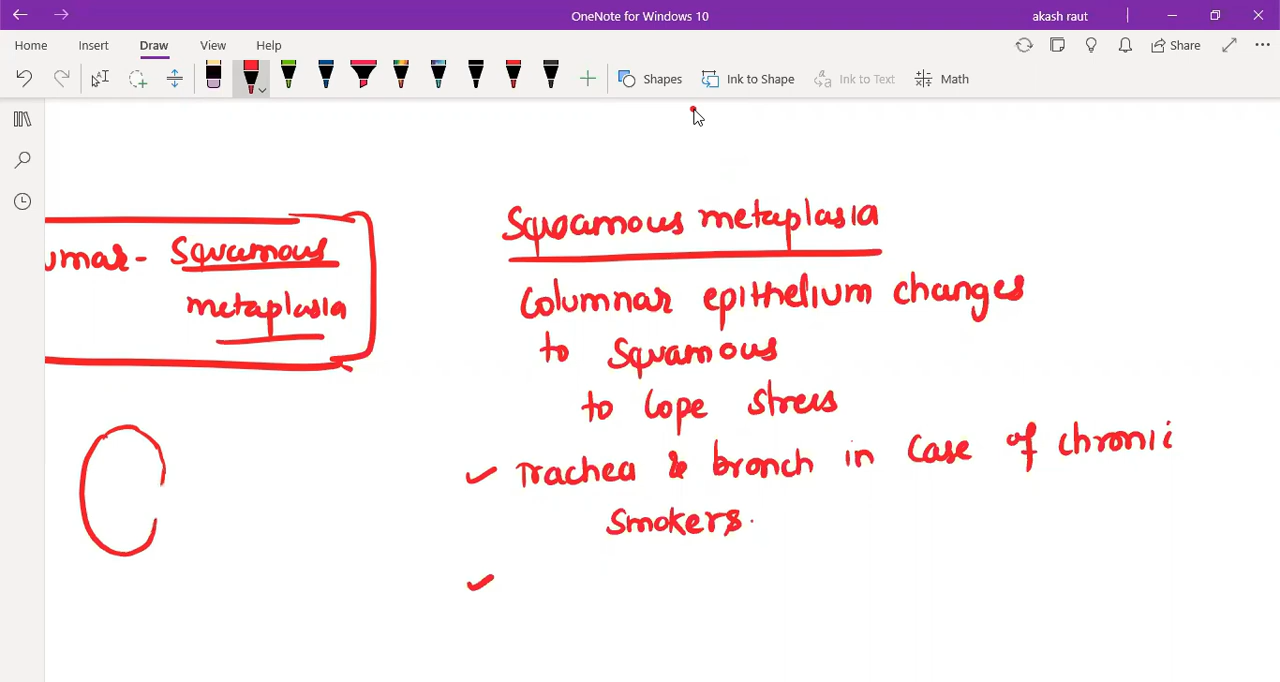 OneNote for Windows 10
akash raut
Home Insert Draw View Help
Share
Shapes Ink to Shape Ink to Text Math
umar - Squamous
metaplasia
Squamous metaplasia
Columnar epithelium changes
to Squamous
to Cope stress
✓ Trachea & bronch in Case of chronic
Smokers.
✓